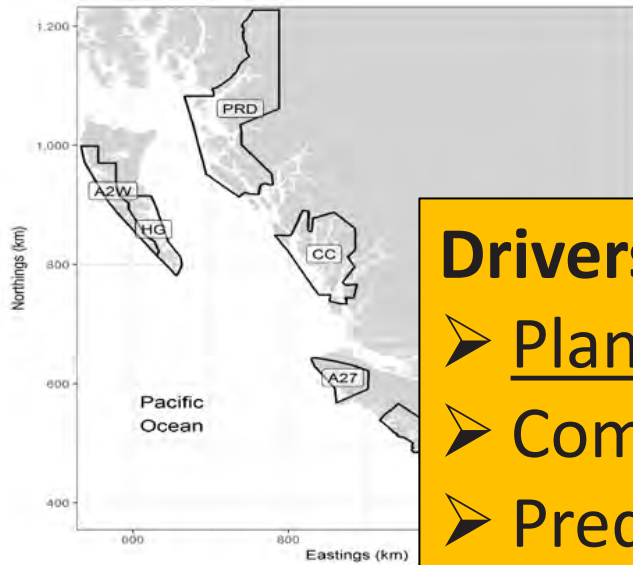 1,200
PRD
1,000
A2W
HG
CC
800
Northings (km)
A27
600
Pacific
Ocean
400
600
800
Eastings (km)
Drivers
➢ Plan
➢ Com
➢ Pred